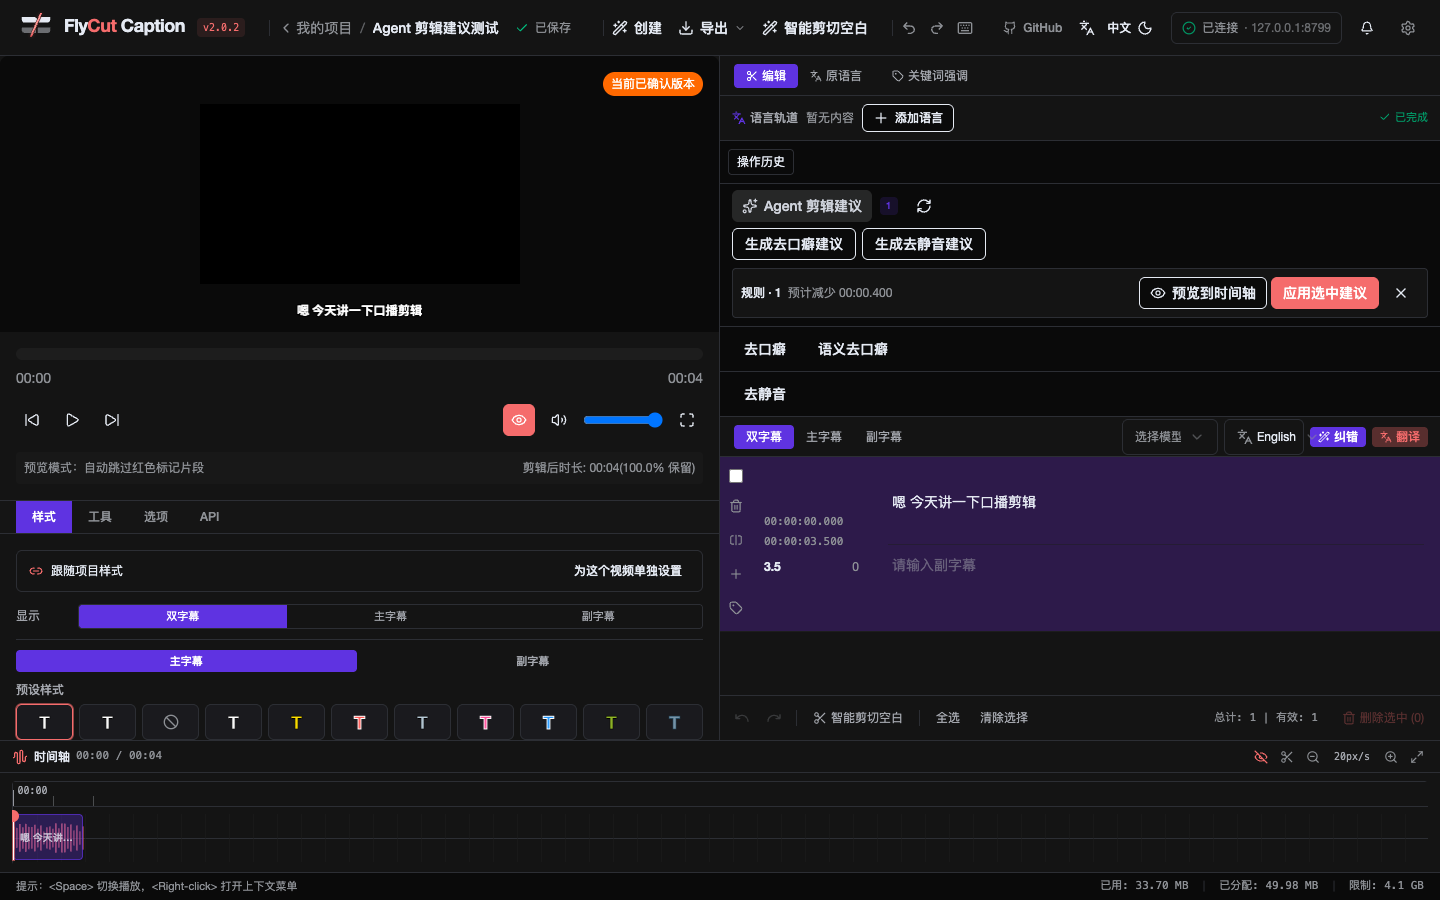 FlyCut Caption v2.0.2 我的项目 / Agent 剪辑建议测试 已保存 创建 导出 智能剪切空白 GitHub 中文 已连接 · 127.0.0.1:8799
当前已确认版本
嗯 今天讲一下口播剪辑
00:00 00:04
预览模式：自动跳过红色标记片段 剪辑后时长: 00:04(100.0% 保留)
样式 工具 选项 API
跟随项目样式 为这个视频单独设置
显示 双字幕 主字幕 副字幕
主字幕 副字幕
预设样式
T T T T T T T T T T
编辑 原语言 关键词强调
语言轨道 暂无内容 添加语言 已完成
操作历史
Agent 剪辑建议 1
生成去口癖建议 生成去静音建议
规则 · 1 预计减少 00:00.400 预览到时间轴 应用选中建议
去口癖 语义去口癖
去静音
双字幕 主字幕 副字幕 选择模型 English 纠错 翻译
嗯 今天讲一下口播剪辑
00:00:00.000
00:00:03.500
3.5 0 请输入副字幕
智能剪切空白 全选 清除选择 总计: 1 | 有效: 1 删除选中 (0)
时间轴 00:00 / 00:04 20px/s
00:00
嗯 今天讲...
提示：<Space> 切换播放，<Right-click> 打开上下文菜单 已用: 33.70 MB 已分配: 49.98 MB 限制: 4.1 GB